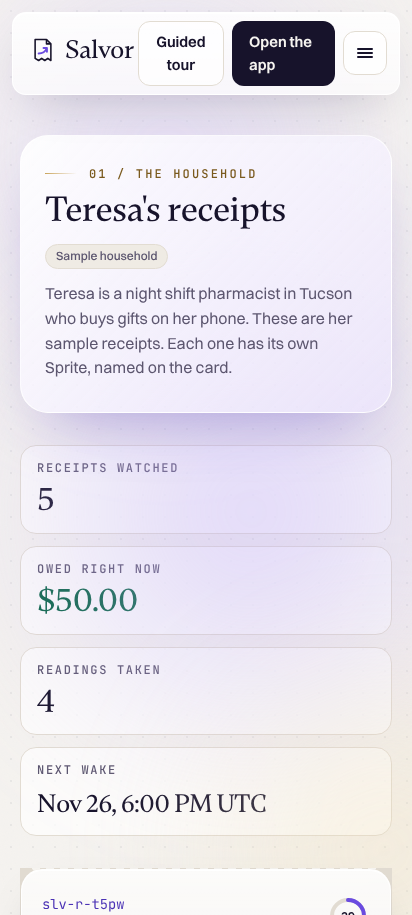 Salvor
Guided
tour
Open the
app
01 / THE HOUSEHOLD
Teresa's receipts
Sample household
Teresa is a night shift pharmacist in Tucson
who buys gifts on her phone. These are her
sample receipts. Each one has its own
Sprite, named on the card.
RECEIPTS WATCHED
5
OWED RIGHT NOW
$50.00
READINGS TAKEN
4
NEXT WAKE
Nov 26, 6:00 PM UTC
slv-r-t5pw